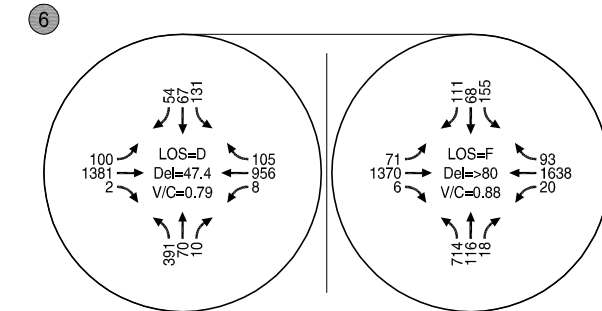 6
54 67 131
100
1381
2
LOS=D
Del=47.4
V/C=0.79
105
956
8
391 70 10
111 68 155
71
1370
6
LOS=F
Del=>80
V/C=0.88
93
1638
20
714 116 18